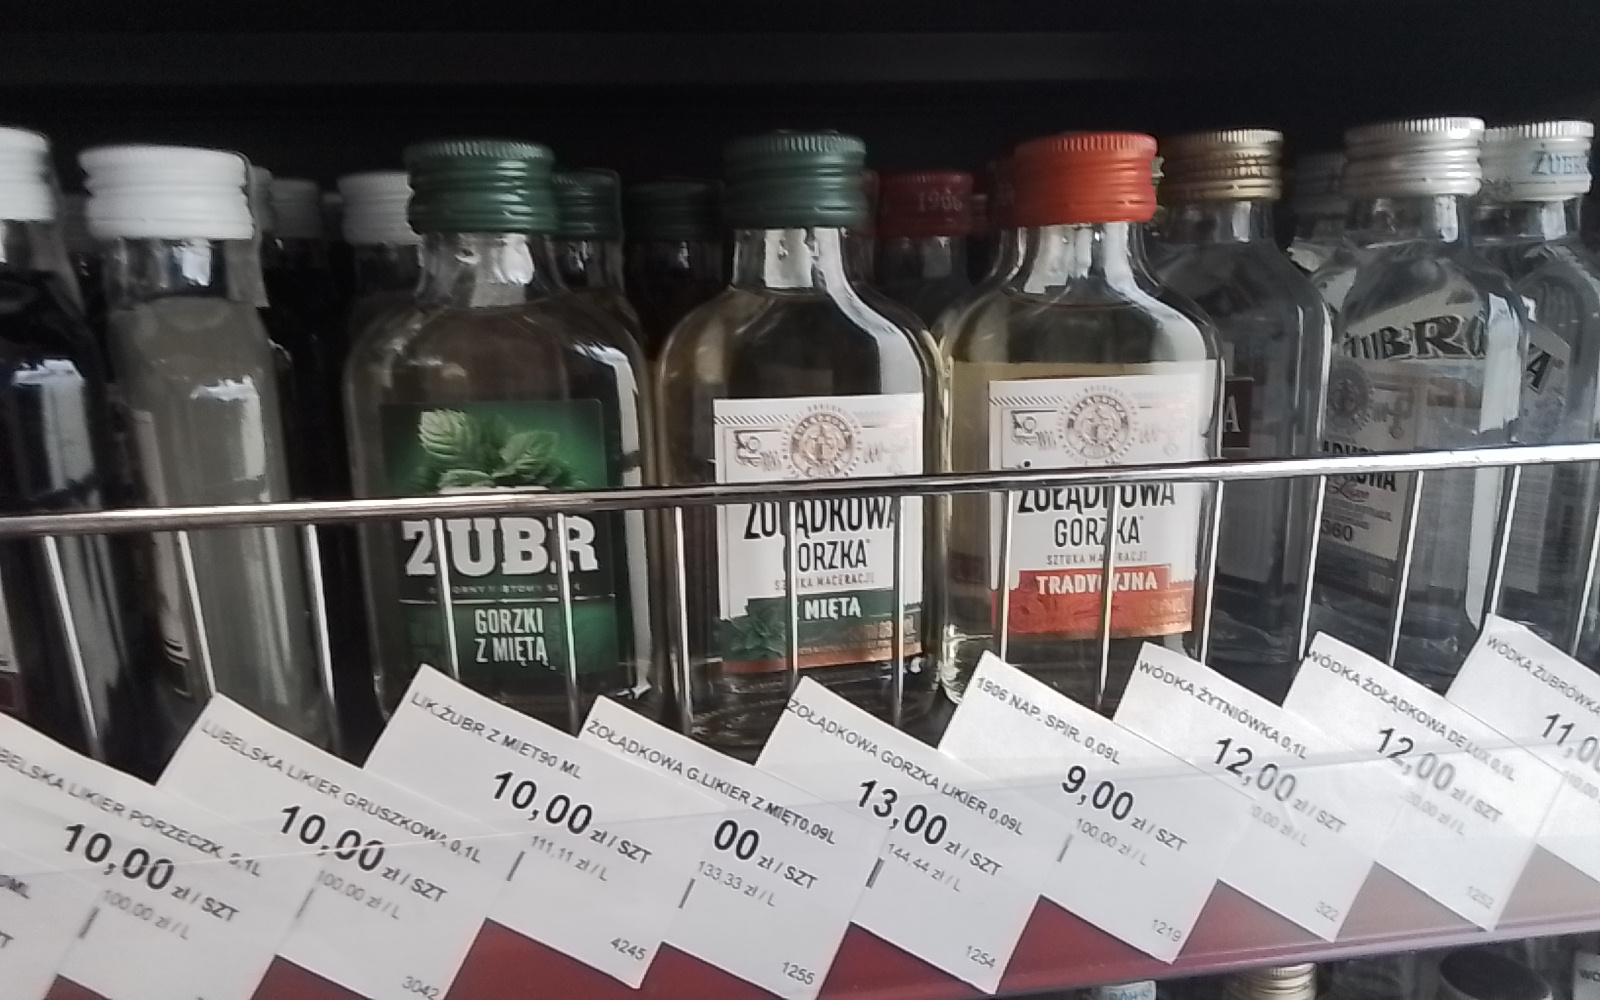 1906
ŻUBR
ŻUBR
GORZKI
Z MIĘTĄ
ŻOŁĄDKOWA
GORZKA
SZTUKA MACERACJI
MIĘTA
ŻOŁĄDKOWA
GORZKA
SZTUKA MACERACJI
TRADYCYJNA
360
LIKIER PORZECZK. 0,1L
10,00 zł / SZT
100,00 zł / L
LUBELSKA LIKIER GRUSZKOWA 0,1L
10,00 zł / SZT
100,00 zł / L
3042
LIK.ŻUBR Z MIET90 ML
10,00 zł / SZT
111,11 zł / L
4245
ŻOŁĄDKOWA G.LIKIER Z MIĘT0,09L
00 zł / SZT
133,33 zł / L
1255
ŻOŁĄDKOWA GORZKA LIKIER 0,09L
13,00 zł / SZT
144,44 zł / L
1254
1906 NAP. SPIR. 0,09L
9,00 zł / SZT
100,00 zł / L
1219
WÓDKA ŻYTNIÓWKA 0,1L
12,00 zł / SZT
322
WÓDKA ŻOŁĄDKOWA DE LUX 0,1L
12,00 zł / SZT
1252
WÓDKA ŻUBRÓWKA
11,0